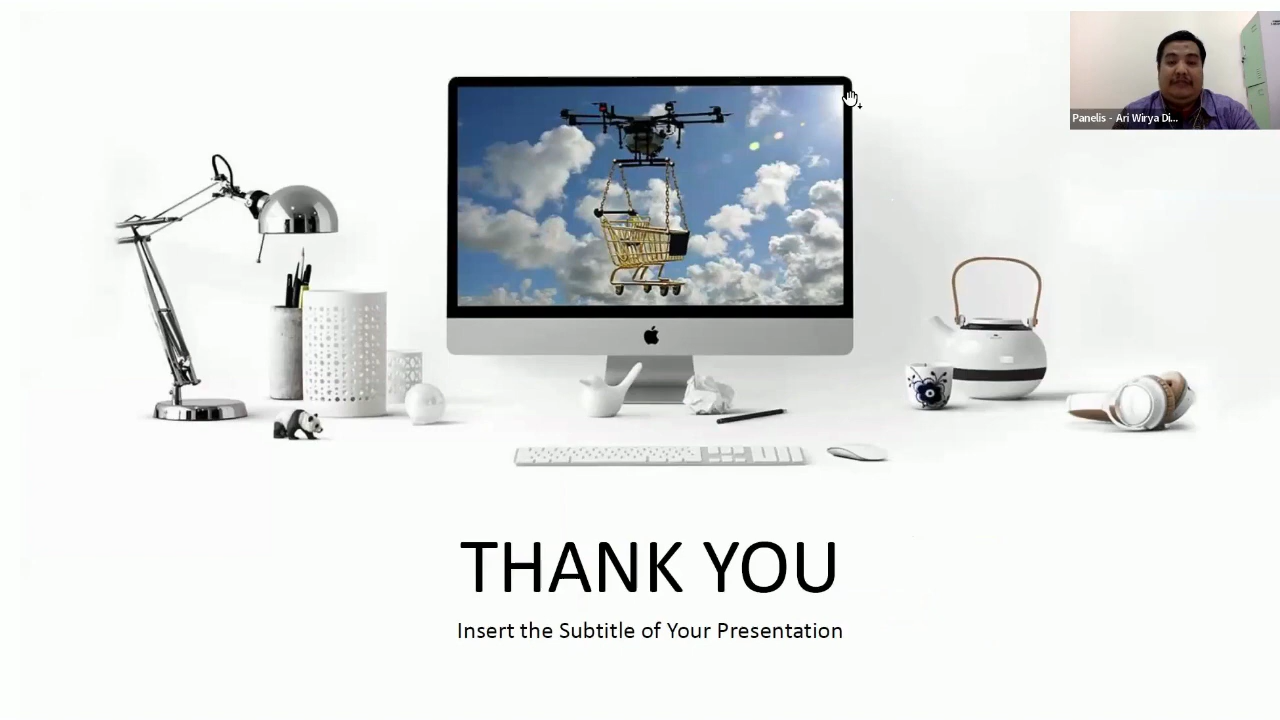 Panelis - Ari Wirya Di...
THANK YOU
Insert the Subtitle of Your Presentation